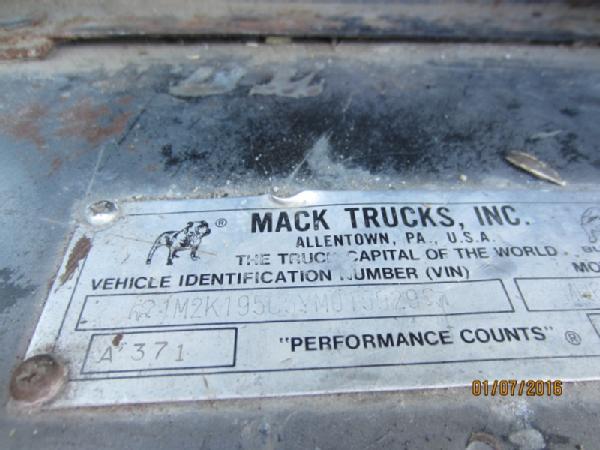 ® MACK TRUCKS, INC.
ALLENTOWN, PA., U.S.A.
THE TRUCK CAPITAL OF THE WORLD
VEHICLE IDENTIFICATION NUMBER (VIN)
A 371
"PERFORMANCE COUNTS" ®
01/07/2016